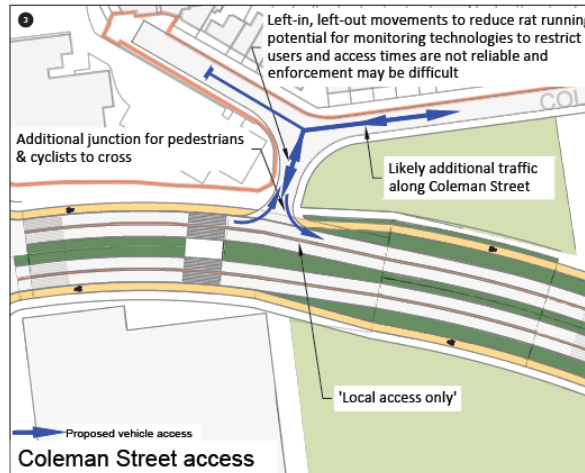 3
Left-in, left-out movements to reduce rat running
potential for monitoring technologies to restrict
users and access times are not reliable and
enforcement may be difficult
COL
Additional junction for pedestrians
& cyclists to cross
Likely additional traffic
along Coleman Street
'Local access only'
Proposed vehicle access
Coleman Street access